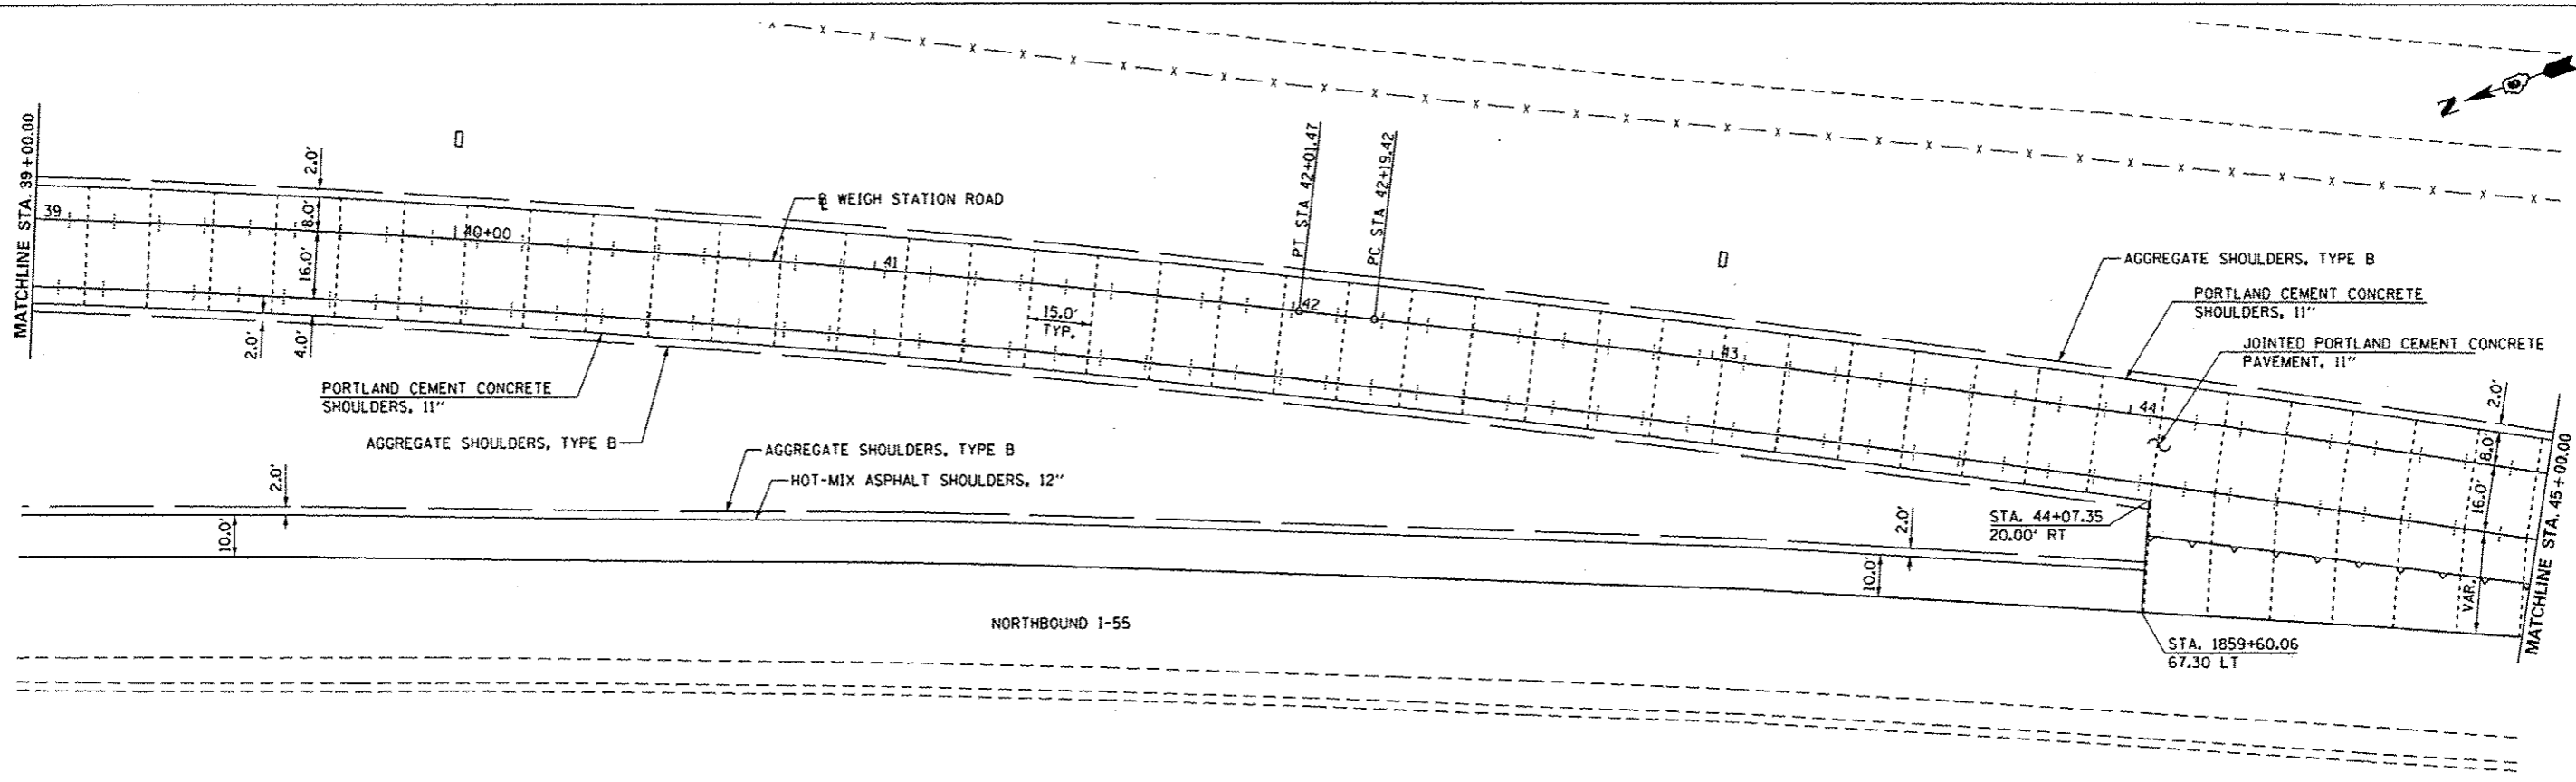 MATCHLINE STA. 39+00.00
39
2.0'
8.0'
16.0'
2.0'
4.0'
40+00
℄ WEIGH STATION ROAD
41
15.0'
TYP.
PT STA 42+01.47
PC STA 42+19.42
42
43
44
N
AGGREGATE SHOULDERS, TYPE B
PORTLAND CEMENT CONCRETE
SHOULDERS, 11"
JOINTED PORTLAND CEMENT CONCRETE
PAVEMENT, 11"
2.0'
8.0'
16.0'
VAR.
MATCHLINE STA. 45+00.00
PORTLAND CEMENT CONCRETE
SHOULDERS, 11"
AGGREGATE SHOULDERS, TYPE B
AGGREGATE SHOULDERS, TYPE B
HOT-MIX ASPHALT SHOULDERS, 12"
2.0'
10.0'
2.0'
10.0'
STA. 44+07.35
20.00' RT
NORTHBOUND I-55
STA. 1859+60.06
67.30 LT